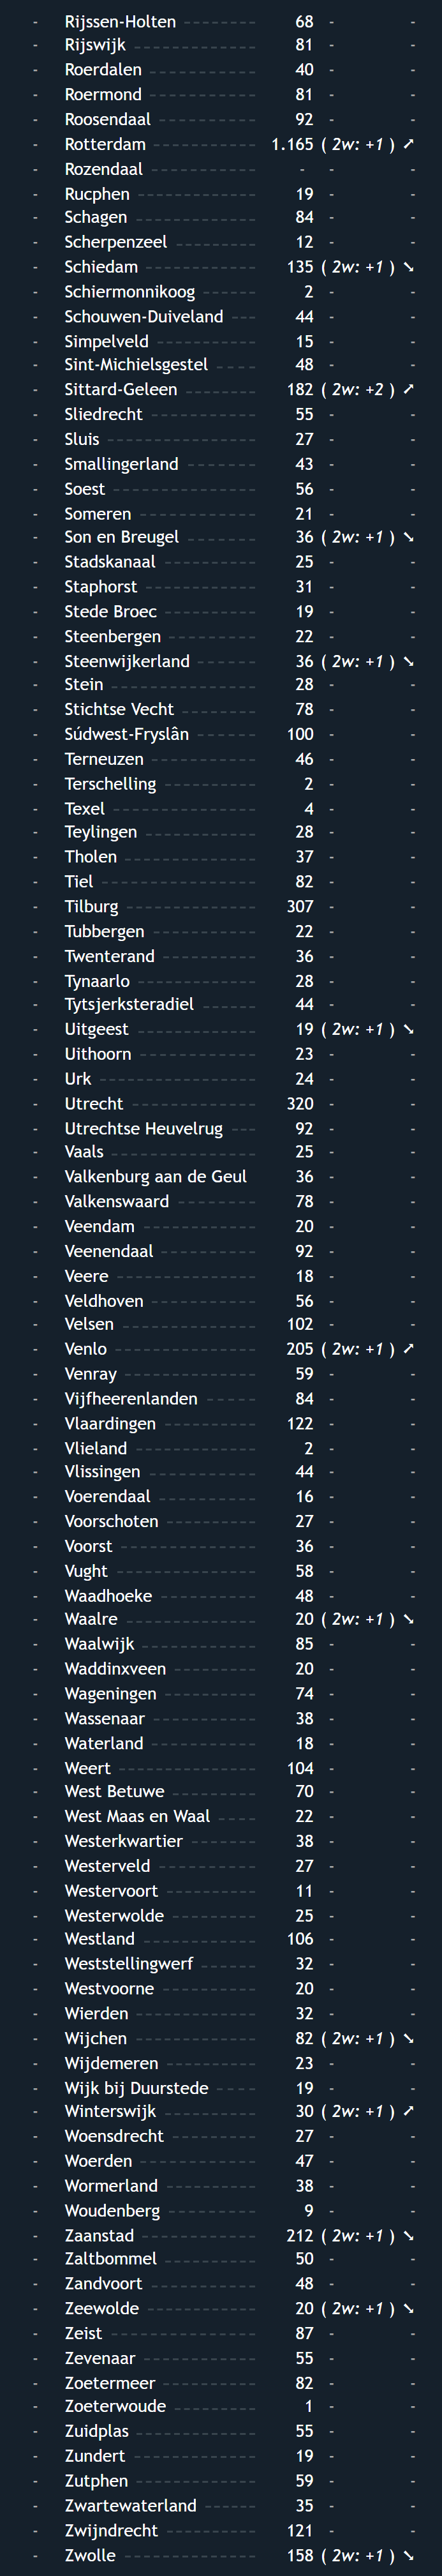 - Rijssen-Holten -------- 68 - -
- Rijswijk ------------- 81 - -
- Roerdalen ----------- 40 - -
- Roermond ----------- 81 - -
- Roosendaal ---------- 92 - -
- Rotterdam ----------- 1.165 ( 2w: +1 ) ➚
- Rozendaal ----------- - - -
- Rucphen ------------ 19 - -
- Schagen ------------- 84 - -
- Scherpenzeel -------- 12 - -
- Schiedam ------------ 135 ( 2w: +1 ) ➘
- Schiermonnikoog ------ 2 - -
- Schouwen-Duiveland --- 44 - -
- Simpelveld ----------- 15 - -
- Sint-Michielsgestel ---- 48 - -
- Sittard-Geleen -------- 182 ( 2w: +2 ) ➚
- Sliedrecht ----------- 55 - -
- Sluis ---------------- 27 - -
- Smallingerland ------- 43 - -
- Soest --------------- 56 - -
- Someren ------------ 21 - -
- Son en Breugel ------- 36 ( 2w: +1 ) ➘
- Stadskanaal ---------- 25 - -
- Staphorst ------------ 31 - -
- Stede Broec ---------- 19 - -
- Steenbergen --------- 22 - -
- Steenwijkerland ------ 36 ( 2w: +1 ) ➘
- Stein --------------- 28 - -
- Stichtse Vecht -------- 78 - -
- Súdwest-Fryslân ------ 100 - -
- Terneuzen ----------- 46 - -
- Terschelling ---------- 2 - -
- Texel --------------- 4 - -
- Teylingen ------------ 28 - -
- Tholen -------------- 37 - -
- Tiel ----------------- 82 - -
- Tilburg -------------- 307 - -
- Tubbergen ----------- 22 - -
- Twenterand ---------- 36 - -
- Tynaarlo ------------ 28 - -
- Tytsjerksteradiel ------ 44 - -
- Uitgeest ------------ 19 ( 2w: +1 ) ➘
- Uithoorn ------------ 23 - -
- Urk ----------------- 24 - -
- Utrecht ------------- 320 - -
- Utrechtse Heuvelrug --- 92 - -
- Vaals ---------------- 25 - -
- Valkenburg aan de Geul 36 - -
- Valkenswaard -------- 78 - -
- Veendam ------------ 20 - -
- Veenendaal ---------- 92 - -
- Veere --------------- 18 - -
- Veldhoven ----------- 56 - -
- Velsen -------------- 102 - -
- Venlo --------------- 205 ( 2w: +1 ) ➚
- Venray -------------- 59 - -
- Vijfheerenlanden ----- 84 - -
- Vlaardingen ---------- 122 - -
- Vlieland ------------- 2 - -
- Vlissingen ----------- 44 - -
- Voerendaal ---------- 16 - -
- Voorschoten --------- 27 - -
- Voorst -------------- 36 - -
- Vught --------------- 58 - -
- Waadhoeke ---------- 48 - -
- Waalre -------------- 20 ( 2w: +1 ) ➘
- Waalwijk ------------ 85 - -
- Waddinxveen -------- 20 - -
- Wageningen --------- 74 - -
- Wassenaar ---------- 38 - -
- Waterland ----------- 18 - -
- Weert --------------- 104 - -
- West Betuwe --------- 70 - -
- West Maas en Waal ---- 22 - -
- Westerkwartier ------- 38 - -
- Westerveld ---------- 27 - -
- Westervoort --------- 11 - -
- Westerwolde --------- 25 - -
- Westland ------------ 106 - -
- Weststellingwerf ------ 32 - -
- Westvoorne ---------- 20 - -
- Wierden ------------- 32 - -
- Wijchen ------------- 82 ( 2w: +1 ) ➘
- Wijdemeren --------- 23 - -
- Wijk bij Duurstede ---- 19 - -
- Winterswijk ---------- 30 ( 2w: +1 ) ➚
- Woensdrecht --------- 27 - -
- Woerden ------------ 47 - -
- Wormerland --------- 38 - -
- Woudenberg --------- 9 - -
- Zaanstad ------------ 212 ( 2w: +1 ) ➘
- Zaltbommel --------- 50 - -
- Zandvoort ----------- 48 - -
- Zeewolde ----------- 20 ( 2w: +1 ) ➘
- Zeist --------------- 87 - -
- Zevenaar ------------ 55 - -
- Zoetermeer ---------- 82 - -
- Zoeterwoude -------- 1 - -
- Zuidplas ------------- 55 - -
- Zundert ------------- 19 - -
- Zutphen ------------- 59 - -
- Zwartewaterland ------ 35 - -
- Zwijndrecht ---------- 121 - -
- Zwolle --------------- 158 ( 2w: +1 ) ➘